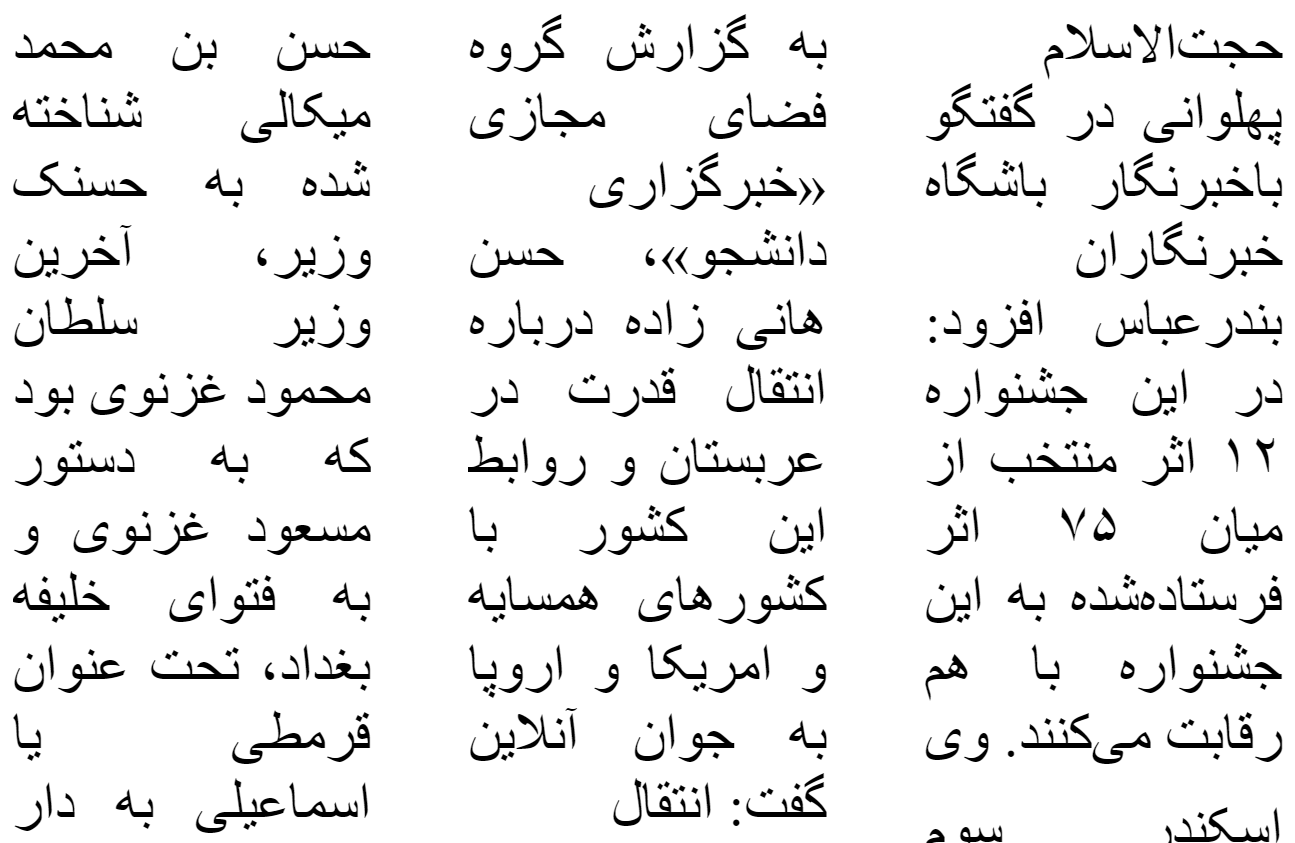 حجت‌الاسلام
پهلوانی در گفتگو
باخبرنگار باشگاه
خبرنگاران
بندرعباس افزود:
در این جشنواره
۱۲ اثر منتخب از
میان ۷۵ اثر
فرستاده‌شده به این
جشنواره با هم
رقابت می‌کنند. وی
اسکندر سوم
به گزارش گروه
فضای مجازی
«خبرگزاری
دانشجو»، حسن
هانی زاده درباره
انتقال قدرت در
عربستان و روابط
این کشور با
کشورهای همسایه
و امریکا و اروپا
به جوان آنلاین
گفت: انتقال
حسن بن محمد
میکالی شناخته
شده به حسنک
وزیر، آخرین
وزیر سلطان
محمود غزنوی بود
که به دستور
مسعود غزنوی و
به فتوای خلیفه
بغداد، تحت عنوان
قرمطی یا
اسماعیلی به دار